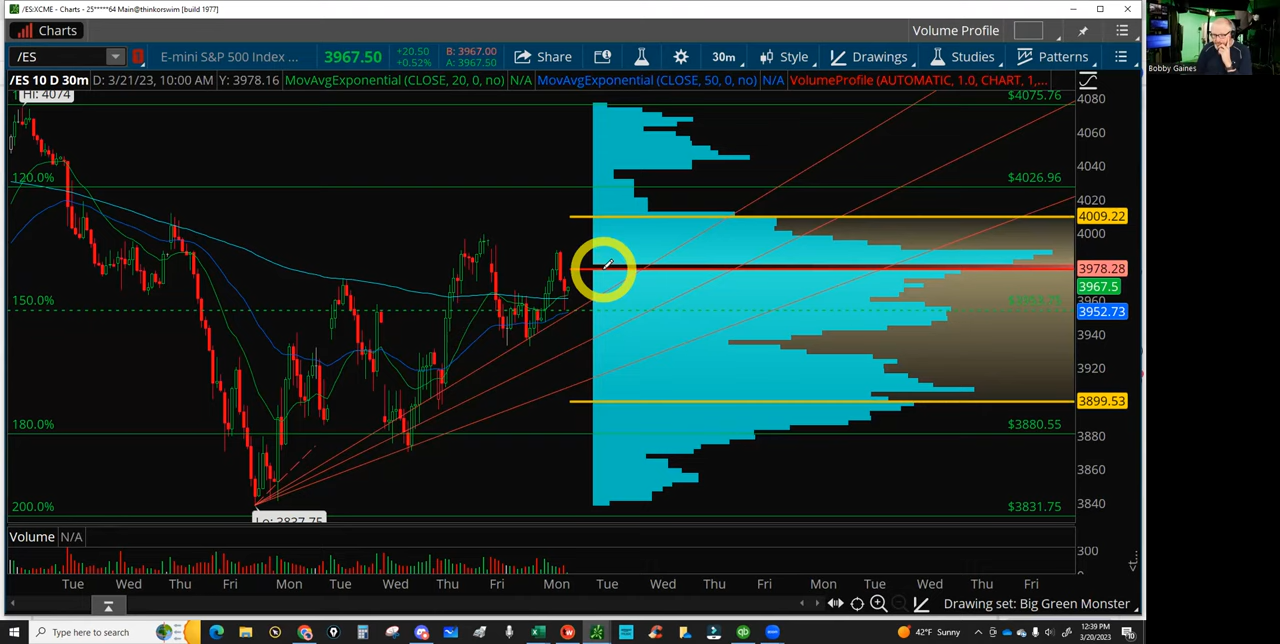 /ES:XCME - Charts - 25*****64 Main@thinkorswim [build 1977]
Charts
Volume Profile
Bobby Gaines
/ES
E-mini S&P 500 Index ...
3967.50
+20.50
+0.52%
B: 3967.00
A: 3967.50
Share
30m
Style
Drawings
Studies
Patterns
/ES 10 D 30m
D: 3/21/23, 10:00 AM
Y: 3978.16
MovAvgExponential (CLOSE, 20, 0, no)
N/A
MovAvgExponential (CLOSE, 50, 0, no)
N/A
VolumeProfile (AUTOMATIC, 1.0, CHART, 1,...
Hi: 4074
$4075.76
4080
4060
4040
120.0%
$4026.96
4020
4009.22
4000
3978.28
3967.5
3960
150.0%
$3953.75
3952.73
3940
3920
3899.53
180.0%
$3880.55
3880
3860
3840
200.0%
$3831.75
Lo: 3837.75
Volume
N/A
300
Tue Wed Thu Fri Mon Tue Wed Thu Fri Mon Tue Wed Thu Fri Mon Tue Wed Thu Fri
Drawing set: Big Green Monster
Type here to search
42°F Sunny
12:39 PM
3/20/2023